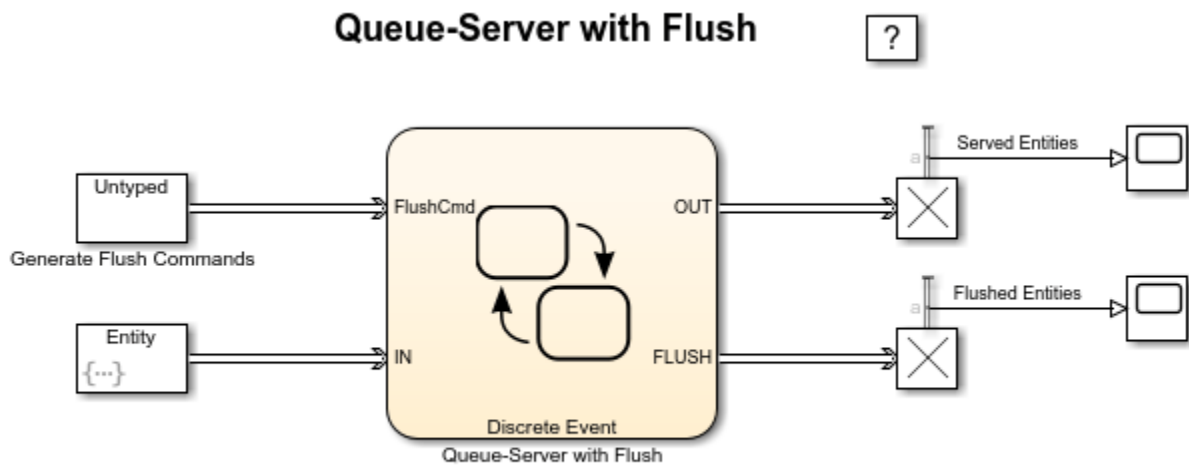 Queue-Server with Flush
?
Untyped
Generate Flush Commands
Entity
{...}
FlushCmd
IN
OUT
FLUSH
Discrete Event
Queue-Server with Flush
a
Served Entities
a
Flushed Entities